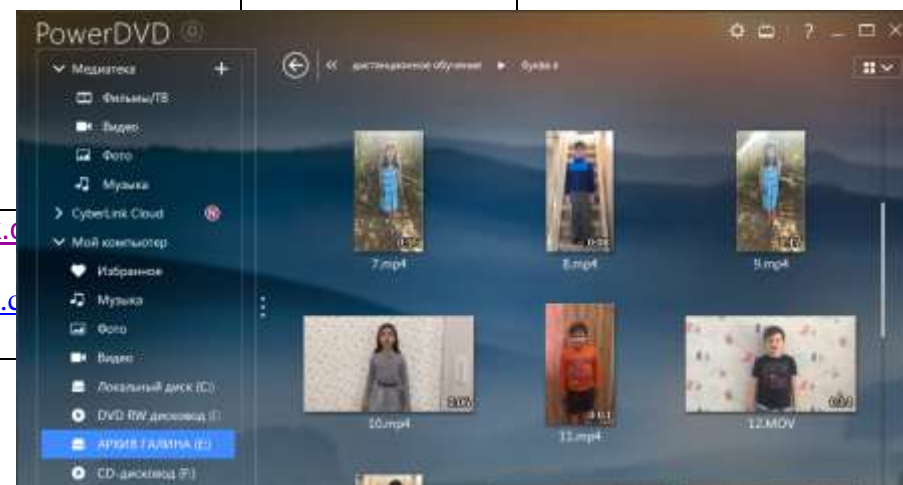 PowerDVD
Медиатека +
« дистанционное обучение ▶ буква
Фильмы/ТВ
Видео
Фото
Музыка
CyberLink Cloud
Мой компьютер
Избранное
Музыка
Фото
Видео
Локальный диск (C:)
DVD RW дисковод
АРХИВ ГАЛИНА (E:)
CD-дисковод (F:)
7.mp4
8.mp4
9.mp4
10.mp4
11.mp4
12.MOV